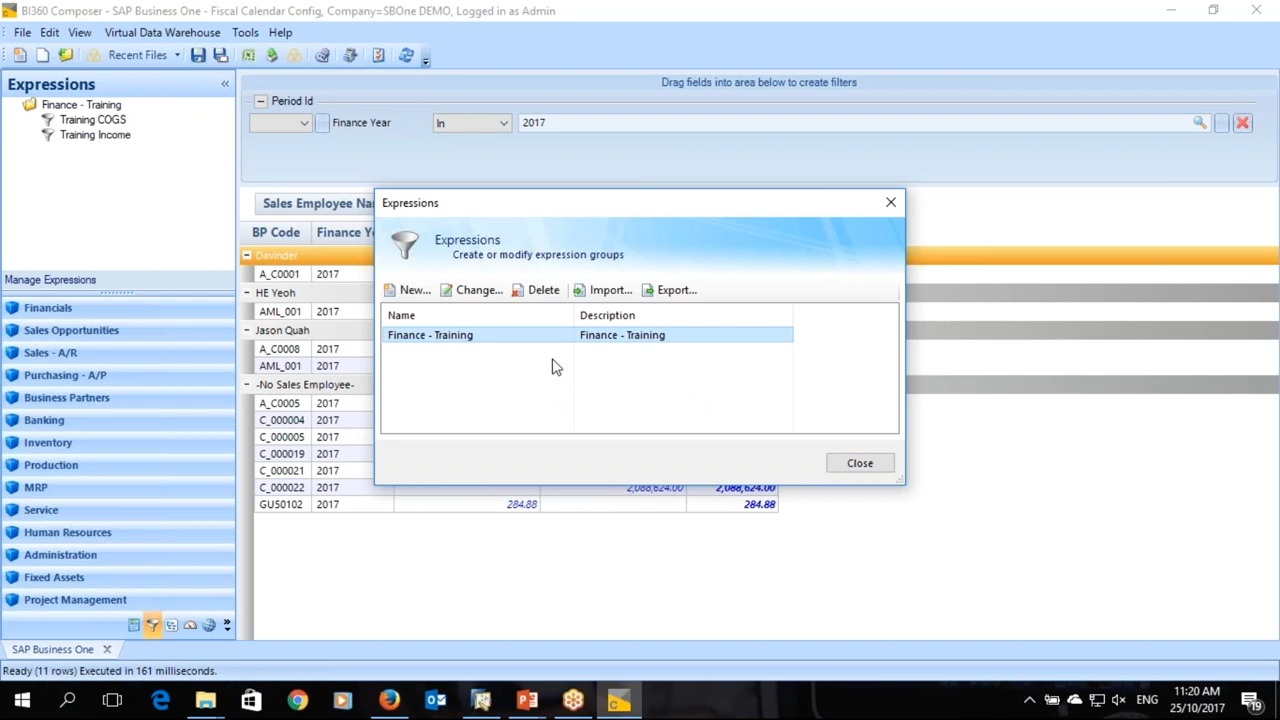 BI360 Composer - SAP Business One - Fiscal Calendar Config, Company=SBOne DEMO, Logged in as Admin
File Edit View Virtual Data Warehouse Tools Help
Recent Files
Expressions
Finance - Training
Training COGS
Training Income
Manage Expressions
Financials
Sales Opportunities
Sales - A/R
Purchasing - A/P
Business Partners
Banking
Inventory
Production
MRP
Service
Human Resources
Administration
Fixed Assets
Project Management
Drag fields into area below to create filters
Period Id
Finance Year In 2017
Sales Employee Nar
BP Code Finance Y
Davinder
A_C0001 2017
HE Yeoh
AML_001 2017
Jason Quah
A_C0008 2017
AML_001 2017
-No Sales Employee-
A_C0005 2017
C_000004 2017
C_000005 2017
C_000019 2017
C_000021 2017
C_000022 2017 2,088,624.00 2,088,624.00
GU50102 2017 284.88 284.88
Expressions
Expressions
Create or modify expression groups
New... Change... Delete Import... Export...
Name Description
Finance - Training Finance - Training
Close
SAP Business One
Ready (11 rows) Executed in 161 milliseconds.
ENG
11:20 AM
25/10/2017
19